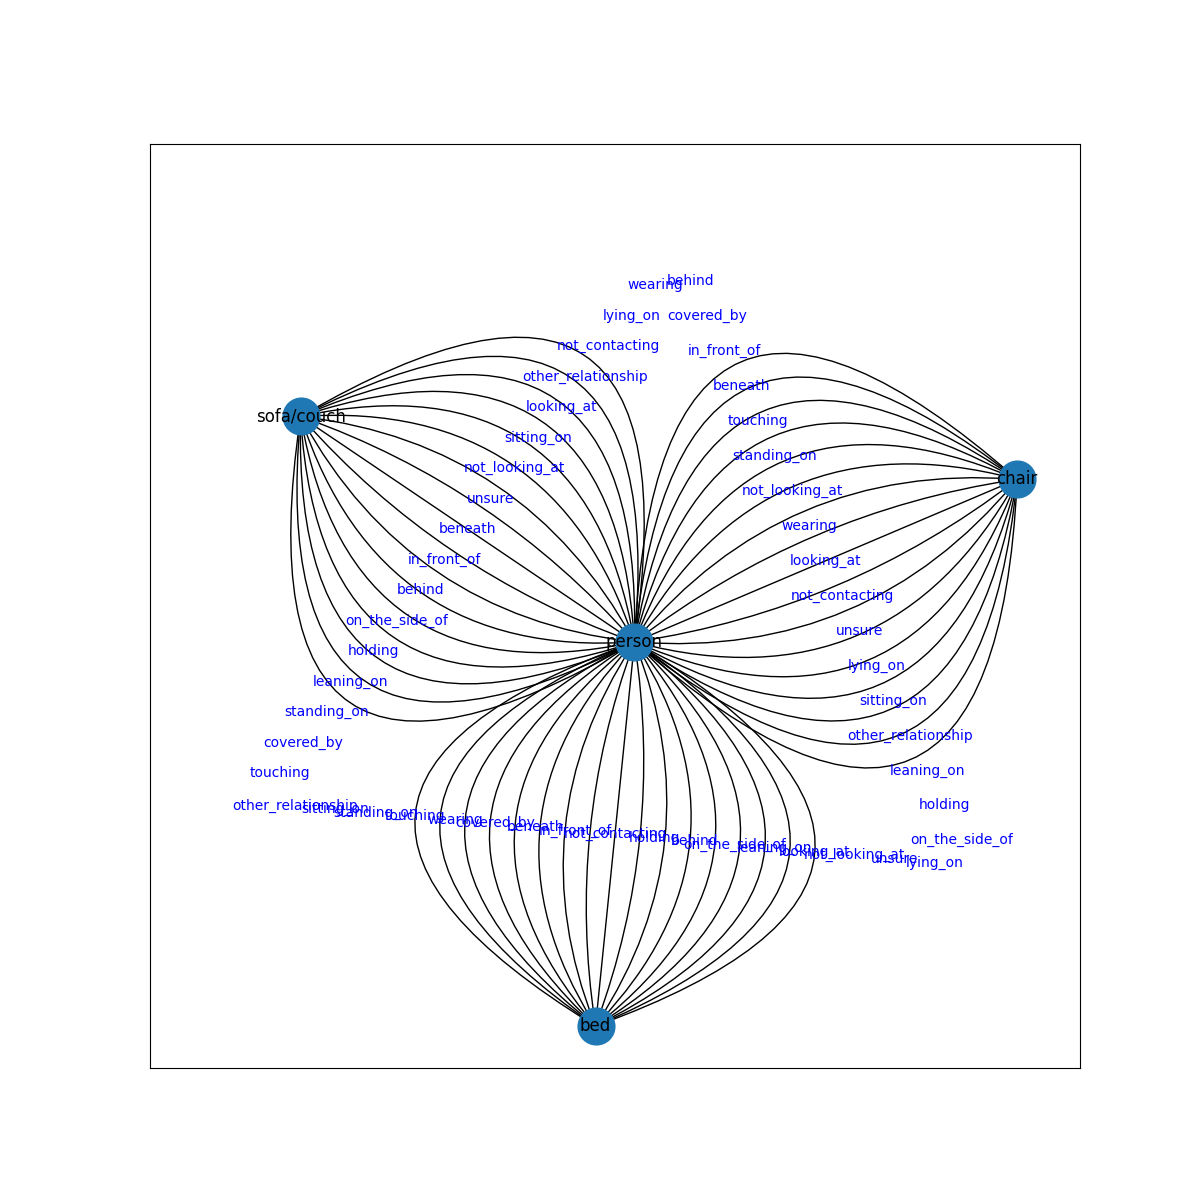 behind
wearing
lying_on
covered_by
not_contacting
in_front_of
other_relationship
beneath
looking_at
touching
sofa/couch
sitting_on
standing_on
not_looking_at
chair
unsure
not_looking_at
beneath
wearing
in_front_of
looking_at
behind
not_contacting
on_the_side_of
unsure
person
holding
lying_on
leaning_on
sitting_on
standing_on
other_relationship
covered_by
touching
leaning_on
other_relationship
holding
sitting_on
standing_on
touching
wearing
covered_by
beneath
in_front_of
not_contacting
holding
behind
on_the_side_of
on_the_side_of
leaning_on
looking_at
not_looking_at
unsure
lying_on
bed